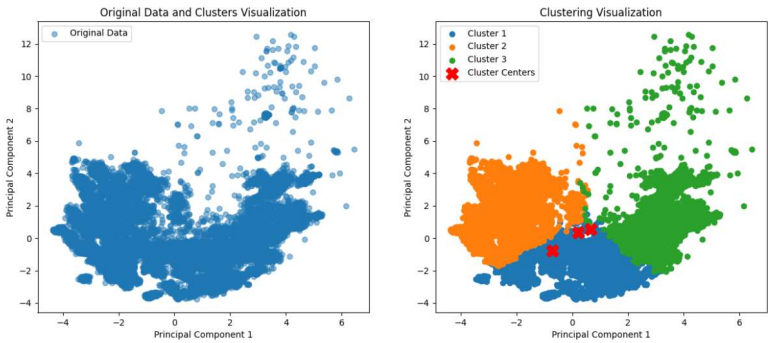 Original Data and Clusters Visualization
Original Data
12
10
8
6
4
2
0
−2
−4
Principal Component 2
−4
−2
0
2
4
6
Principal Component 1
Clustering Visualization
Cluster 1
Cluster 2
Cluster 3
Cluster Centers
12
10
8
6
4
2
0
−2
−4
Principal Component 2
−4
−2
0
2
4
6
Principal Component 1